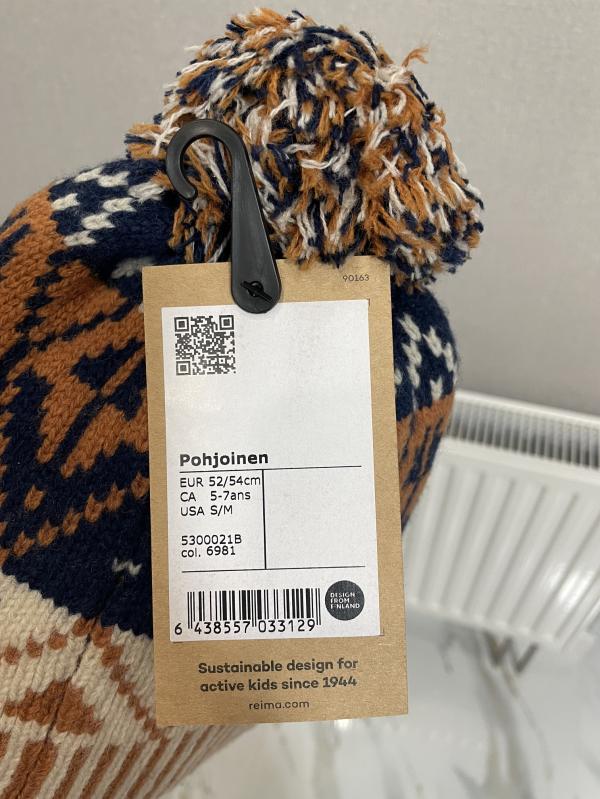 90163
Pohjoinen
EUR 52/54cm
CA 5-7ans
USA S/M
5300021B
col. 6981
DESIGN
FROM
FINLAND
6 438557 033129
Sustainable design for
active kids since 1944
reima.com